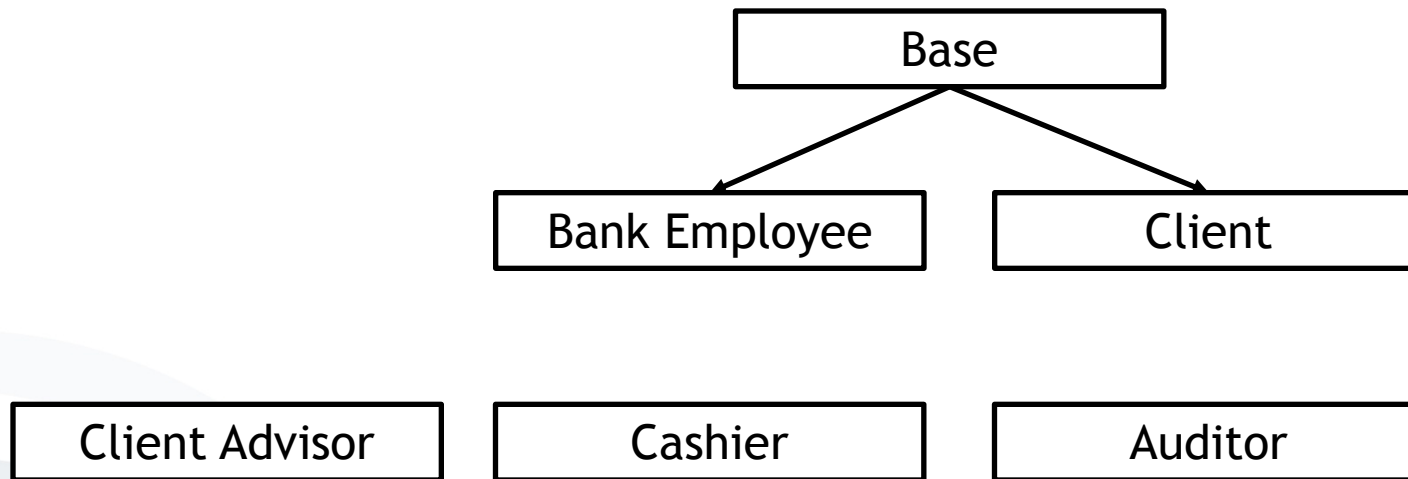 Base
Bank Employee
Client
Client Advisor
Cashier
Auditor